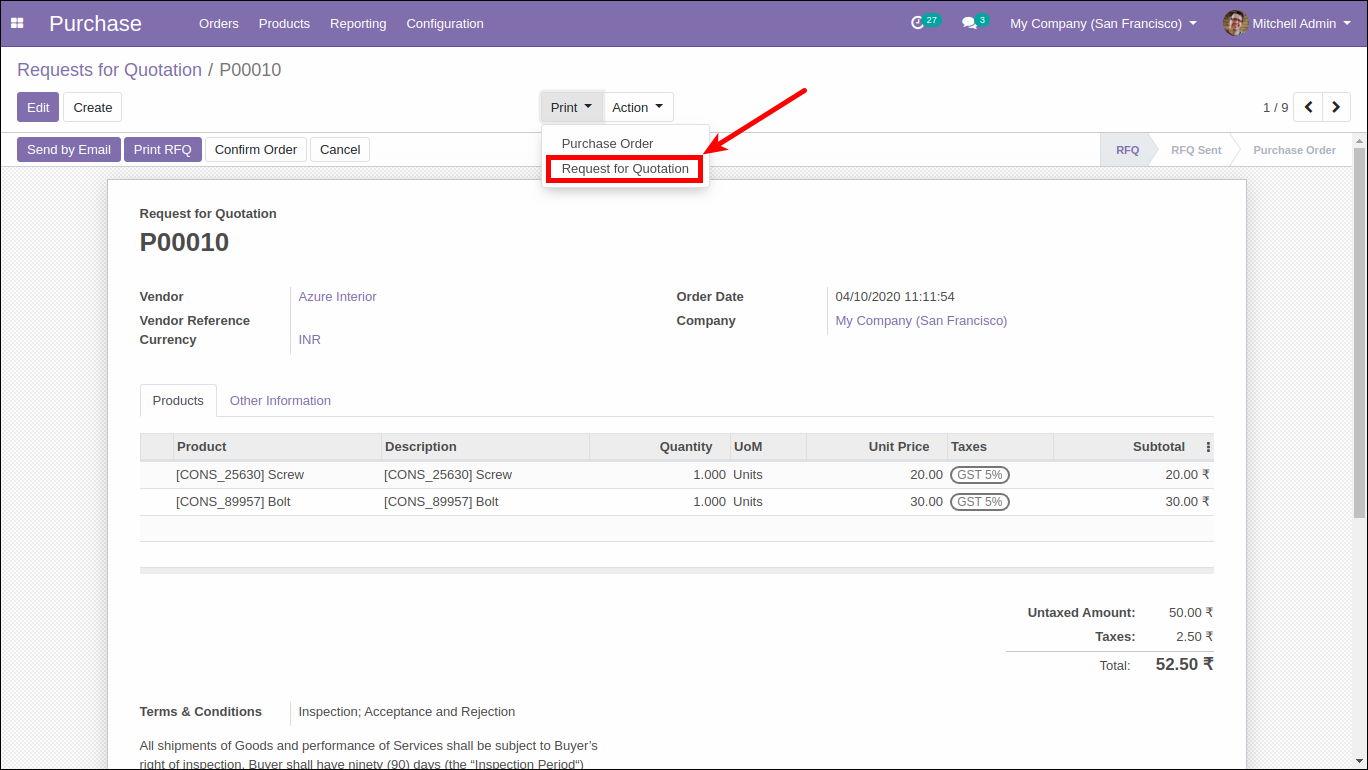 Purchase Orders Products Reporting Configuration 27 3 My Company (San Francisco) Mitchell Admin
Requests for Quotation / P00010
Edit Create Print Action 1 / 9
Purchase Order
Request for Quotation
Send by Email Print RFQ Confirm Order Cancel RFQ RFQ Sent Purchase Order
Request for Quotation
P00010
Vendor Azure Interior Order Date 04/10/2020 11:11:54
Vendor Reference Company My Company (San Francisco)
Currency INR
Products Other Information
Product Description Quantity UoM Unit Price Taxes Subtotal
[CONS_25630] Screw [CONS_25630] Screw 1.000 Units 20.00 GST 5% 20.00 ₹
[CONS_89957] Bolt [CONS_89957] Bolt 1.000 Units 30.00 GST 5% 30.00 ₹
Untaxed Amount: 50.00 ₹
Taxes: 2.50 ₹
Total: 52.50 ₹
Terms & Conditions Inspection; Acceptance and Rejection
All shipments of Goods and performance of Services shall be subject to Buyer’s
right of inspection. Buyer shall have ninety (90) days (the “Inspection Period“)